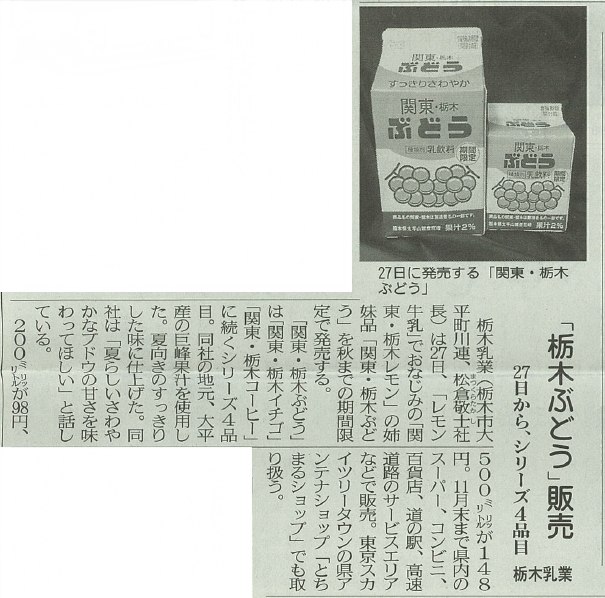 関東・栃木
ぶどう
すっきりさわやか
関東・栃木
ぶどう
種類別 乳飲料
期間限定
果汁2%
関東・栃木
ぶどう
種類別 乳飲料
期間限定
果汁2%
27日に発売する「関東・栃木
ぶどう」
「栃木ぶどう」販売
27日から、シリーズ4品目
栃木乳業
栃木乳業(栃木市大
平町川連、松倉敬士社
まつくらたかし
長)は27日、「レモン
牛乳」でおなじみの「関
東・栃木レモン」の姉
妹品「関東・栃木ぶど
う」を秋までの期間限
定で発売する。
「関東・栃木ぶどう」
は「関東・栃木イチゴ」
「関東・栃木コーヒー」
に続くシリーズ4品
目。同社の地元、大平
産の巨峰果汁を使用し
た。夏向きのすっきり
した味に仕上げた。同
社は「夏らしいさわや
かなブドウの甘さを味
わってほしい」と話し
ている。
200ミリリットルが98円、
500ミリリットルが148
円。11月末まで県内の
スーパー、コンビニ、
百貨店、道の駅、高速
道路のサービスエリア
などで販売。東京スカ
イツリータウンの県ア
ンテナショップ「とち
まるショップ」でも取
り扱う。